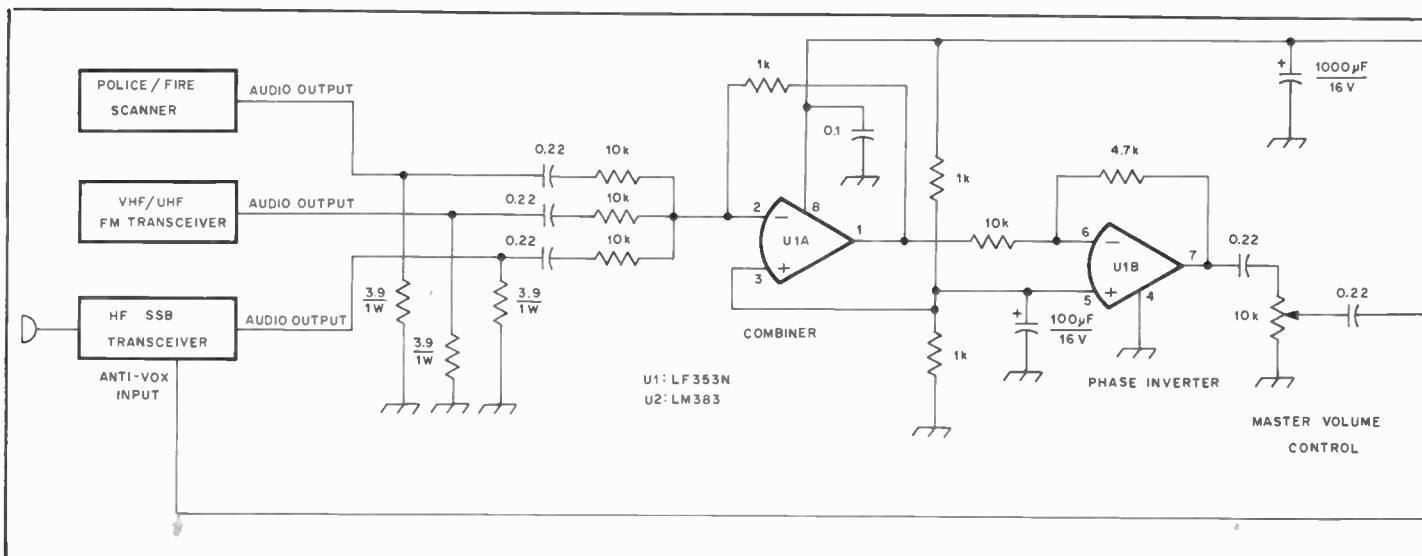 POLICE/FIRE
SCANNER
AUDIO OUTPUT
VHF/UHF
FM TRANSCEIVER
AUDIO OUTPUT
HF SSB
TRANSCEIVER
AUDIO OUTPUT
ANTI-VOX
INPUT
3.9
1W
3.9
1W
3.9
1W
0.22
10k
0.22
10k
0.22
10k
1k
0.1
2
−
8
U1A
1
+
3
COMBINER
U1: LF353N
U2: LM383
1k
1k
+
100µF
16V
10k
4.7k
6
−
U1B
7
+
5
4
PHASE INVERTER
+
1000µF
16V
0.22
10k
0.22
MASTER VOLUME
CONTROL